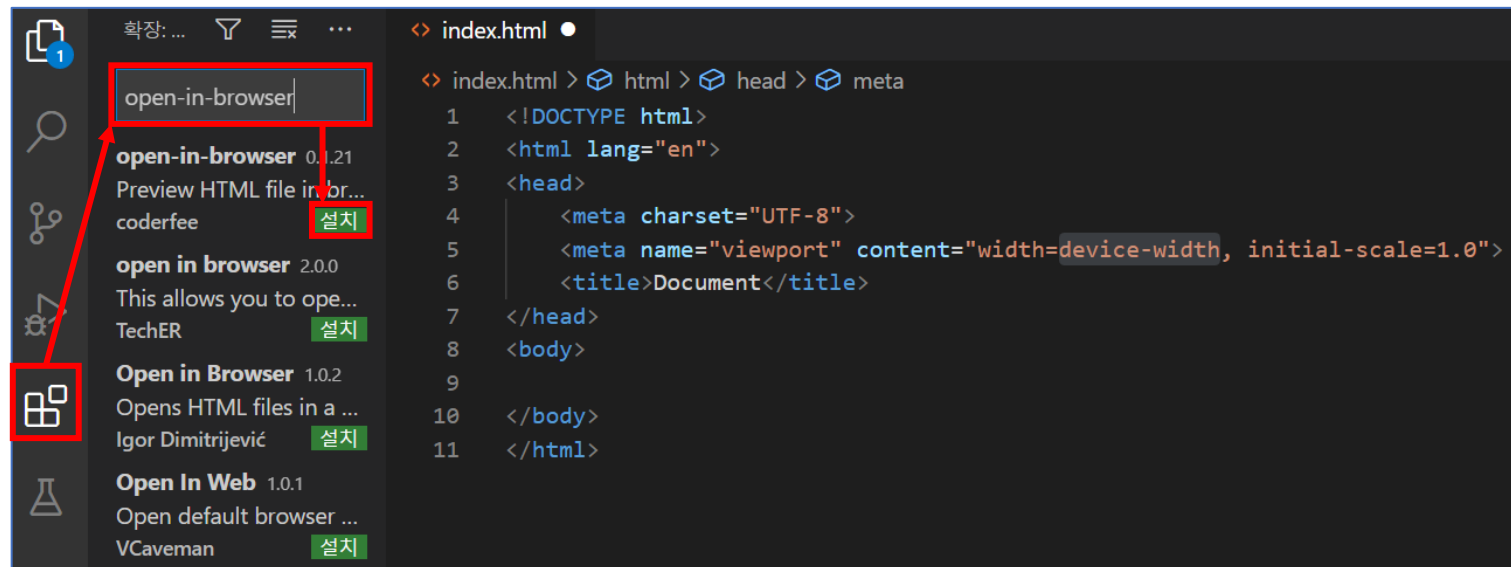 1
확장: ...
open-in-browser
open-in-browser 0.1.21
Preview HTML file in br...
coderfee 설치
open in browser 2.0.0
This allows you to ope...
TechER 설치
Open in Browser 1.0.2
Opens HTML files in a ...
Igor Dimitrijević 설치
Open In Web 1.0.1
Open default browser ...
VCaveman 설치
<> index.html ●
<> index.html > html > head > meta
1 <!DOCTYPE html>
2 <html lang="en">
3 <head>
4 <meta charset="UTF-8">
5 <meta name="viewport" content="width=device-width, initial-scale=1.0">
6 <title>Document</title>
7 </head>
8 <body>
9
10 </body>
11 </html>